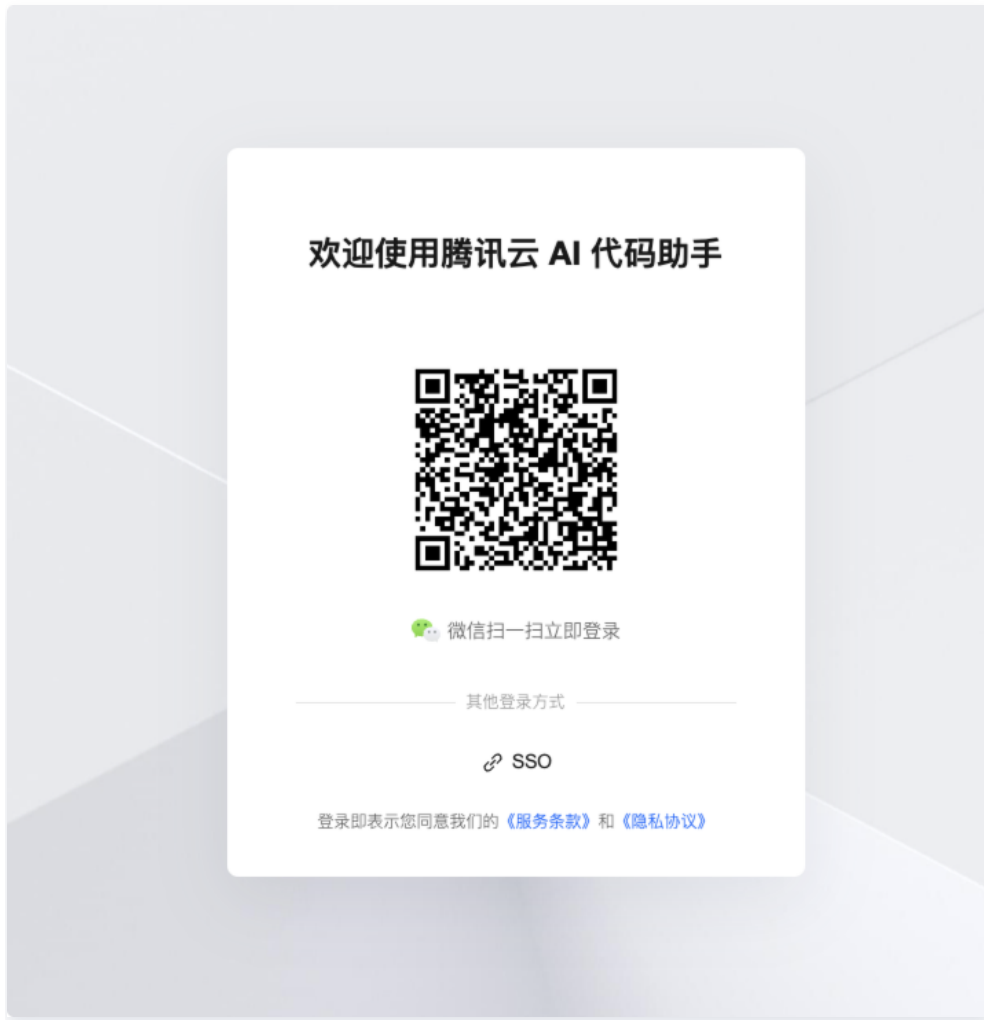 欢迎使用腾讯云 AI 代码助手
微信扫一扫立即登录
其他登录方式
SSO
登录即表示您同意我们的《服务条款》和《隐私协议》